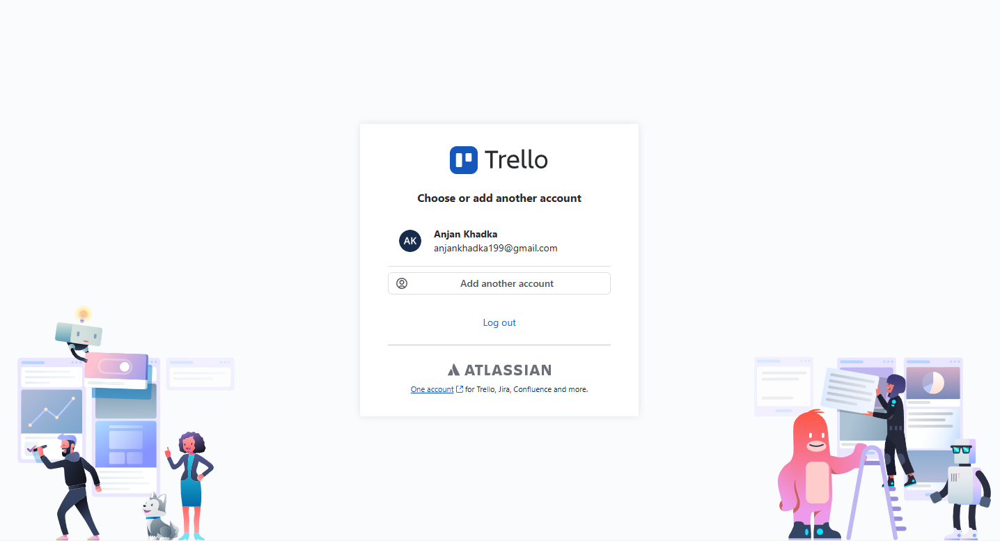 Trello
Choose or add another account
AK
Anjan Khadka
anjankhadka199@gmail.com
Add another account
Log out
ATLASSIAN
One account for Trello, Jira, Confluence and more.